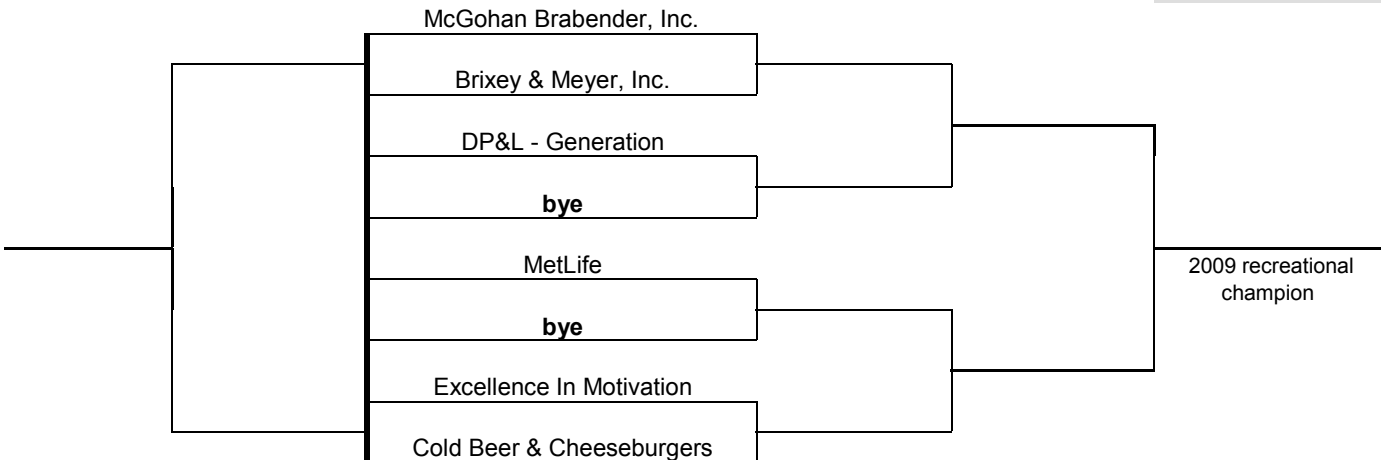 McGohan Brabender, Inc.
Brixey & Meyer, Inc.
DP&L - Generation
bye
MetLife
bye
Excellence In Motivation
Cold Beer & Cheeseburgers
2009 recreational
champion